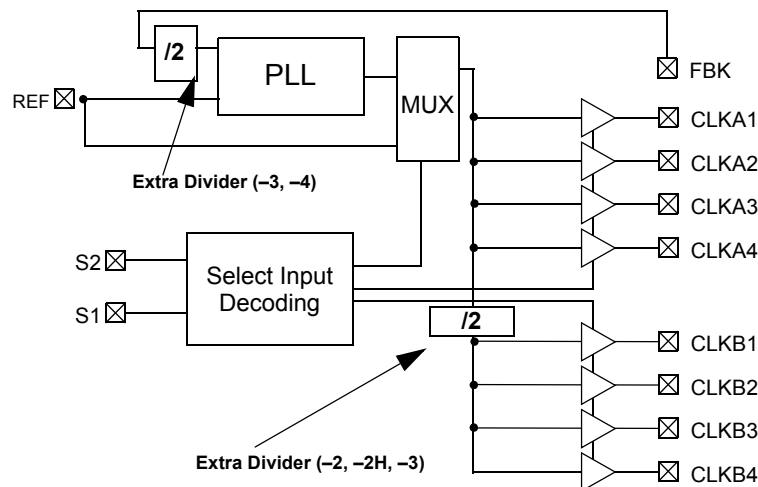 /2
PLL
MUX
FBK
REF
CLKA1
CLKA2
CLKA3
CLKA4
Extra Divider (–3, –4)
S2
S1
Select Input
Decoding
/2
CLKB1
CLKB2
CLKB3
CLKB4
Extra Divider (–2, –2H, –3)